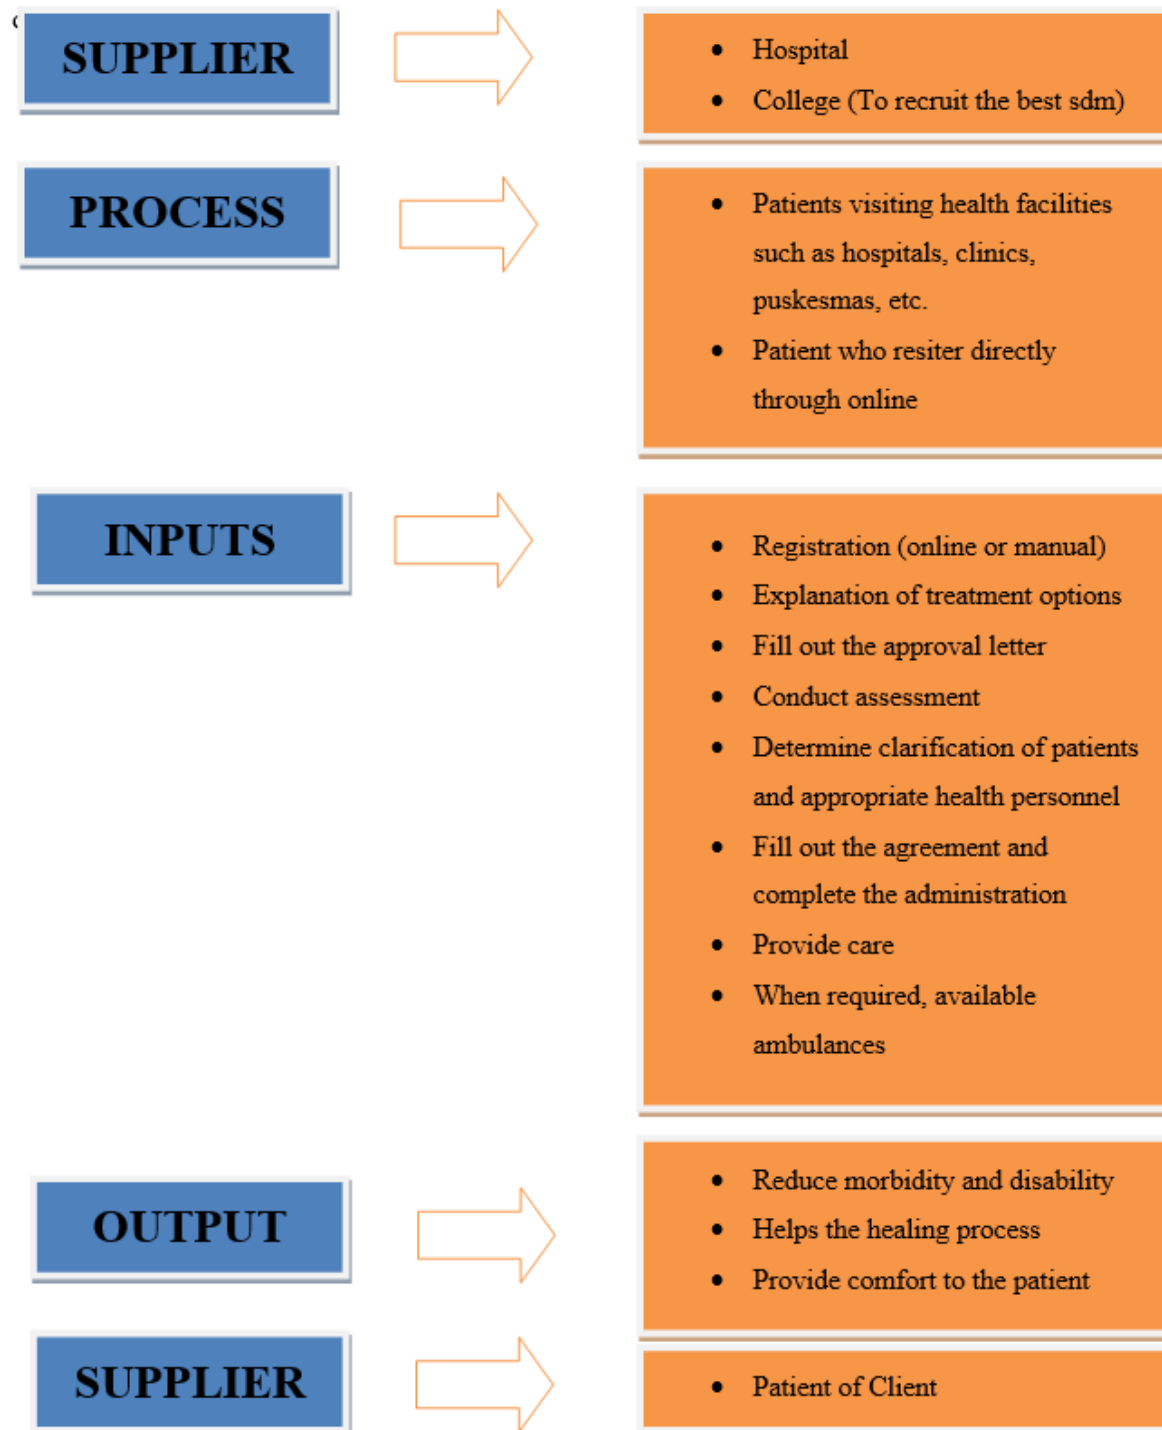 SUPPLIER
• Hospital
• College (To recruit the best sdm)
PROCESS
• Patients visiting health facilities
such as hospitals, clinics,
puskesmas, etc.
• Patient who resiter directly
through online
INPUTS
• Registration (online or manual)
• Explanation of treatment options
• Fill out the approval letter
• Conduct assessment
• Determine clarification of patients
and appropriate health personnel
• Fill out the agreement and
complete the administration
• Provide care
• When required, available
ambulances
OUTPUT
• Reduce morbidity and disability
• Helps the healing process
• Provide comfort to the patient
SUPPLIER
• Patient of Client